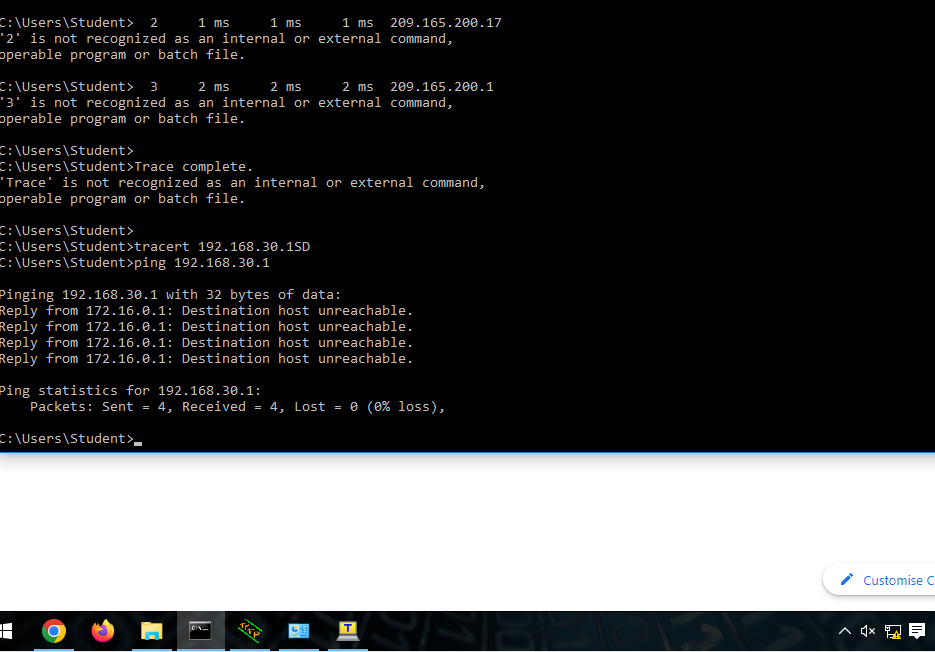 C:\Users\Student>  2     1 ms     1 ms     1 ms  209.165.200.17
'2' is not recognized as an internal or external command,
operable program or batch file.
C:\Users\Student>  3     2 ms     2 ms     2 ms  209.165.200.1
'3' is not recognized as an internal or external command,
operable program or batch file.
C:\Users\Student>
C:\Users\Student>Trace complete.
'Trace' is not recognized as an internal or external command,
operable program or batch file.
C:\Users\Student>
C:\Users\Student>tracert 192.168.30.1SD
C:\Users\Student>ping 192.168.30.1
Pinging 192.168.30.1 with 32 bytes of data:
Reply from 172.16.0.1: Destination host unreachable.
Reply from 172.16.0.1: Destination host unreachable.
Reply from 172.16.0.1: Destination host unreachable.
Reply from 172.16.0.1: Destination host unreachable.
Ping statistics for 192.168.30.1:
    Packets: Sent = 4, Received = 4, Lost = 0 (0% loss),
C:\Users\Student>
Customise C
T